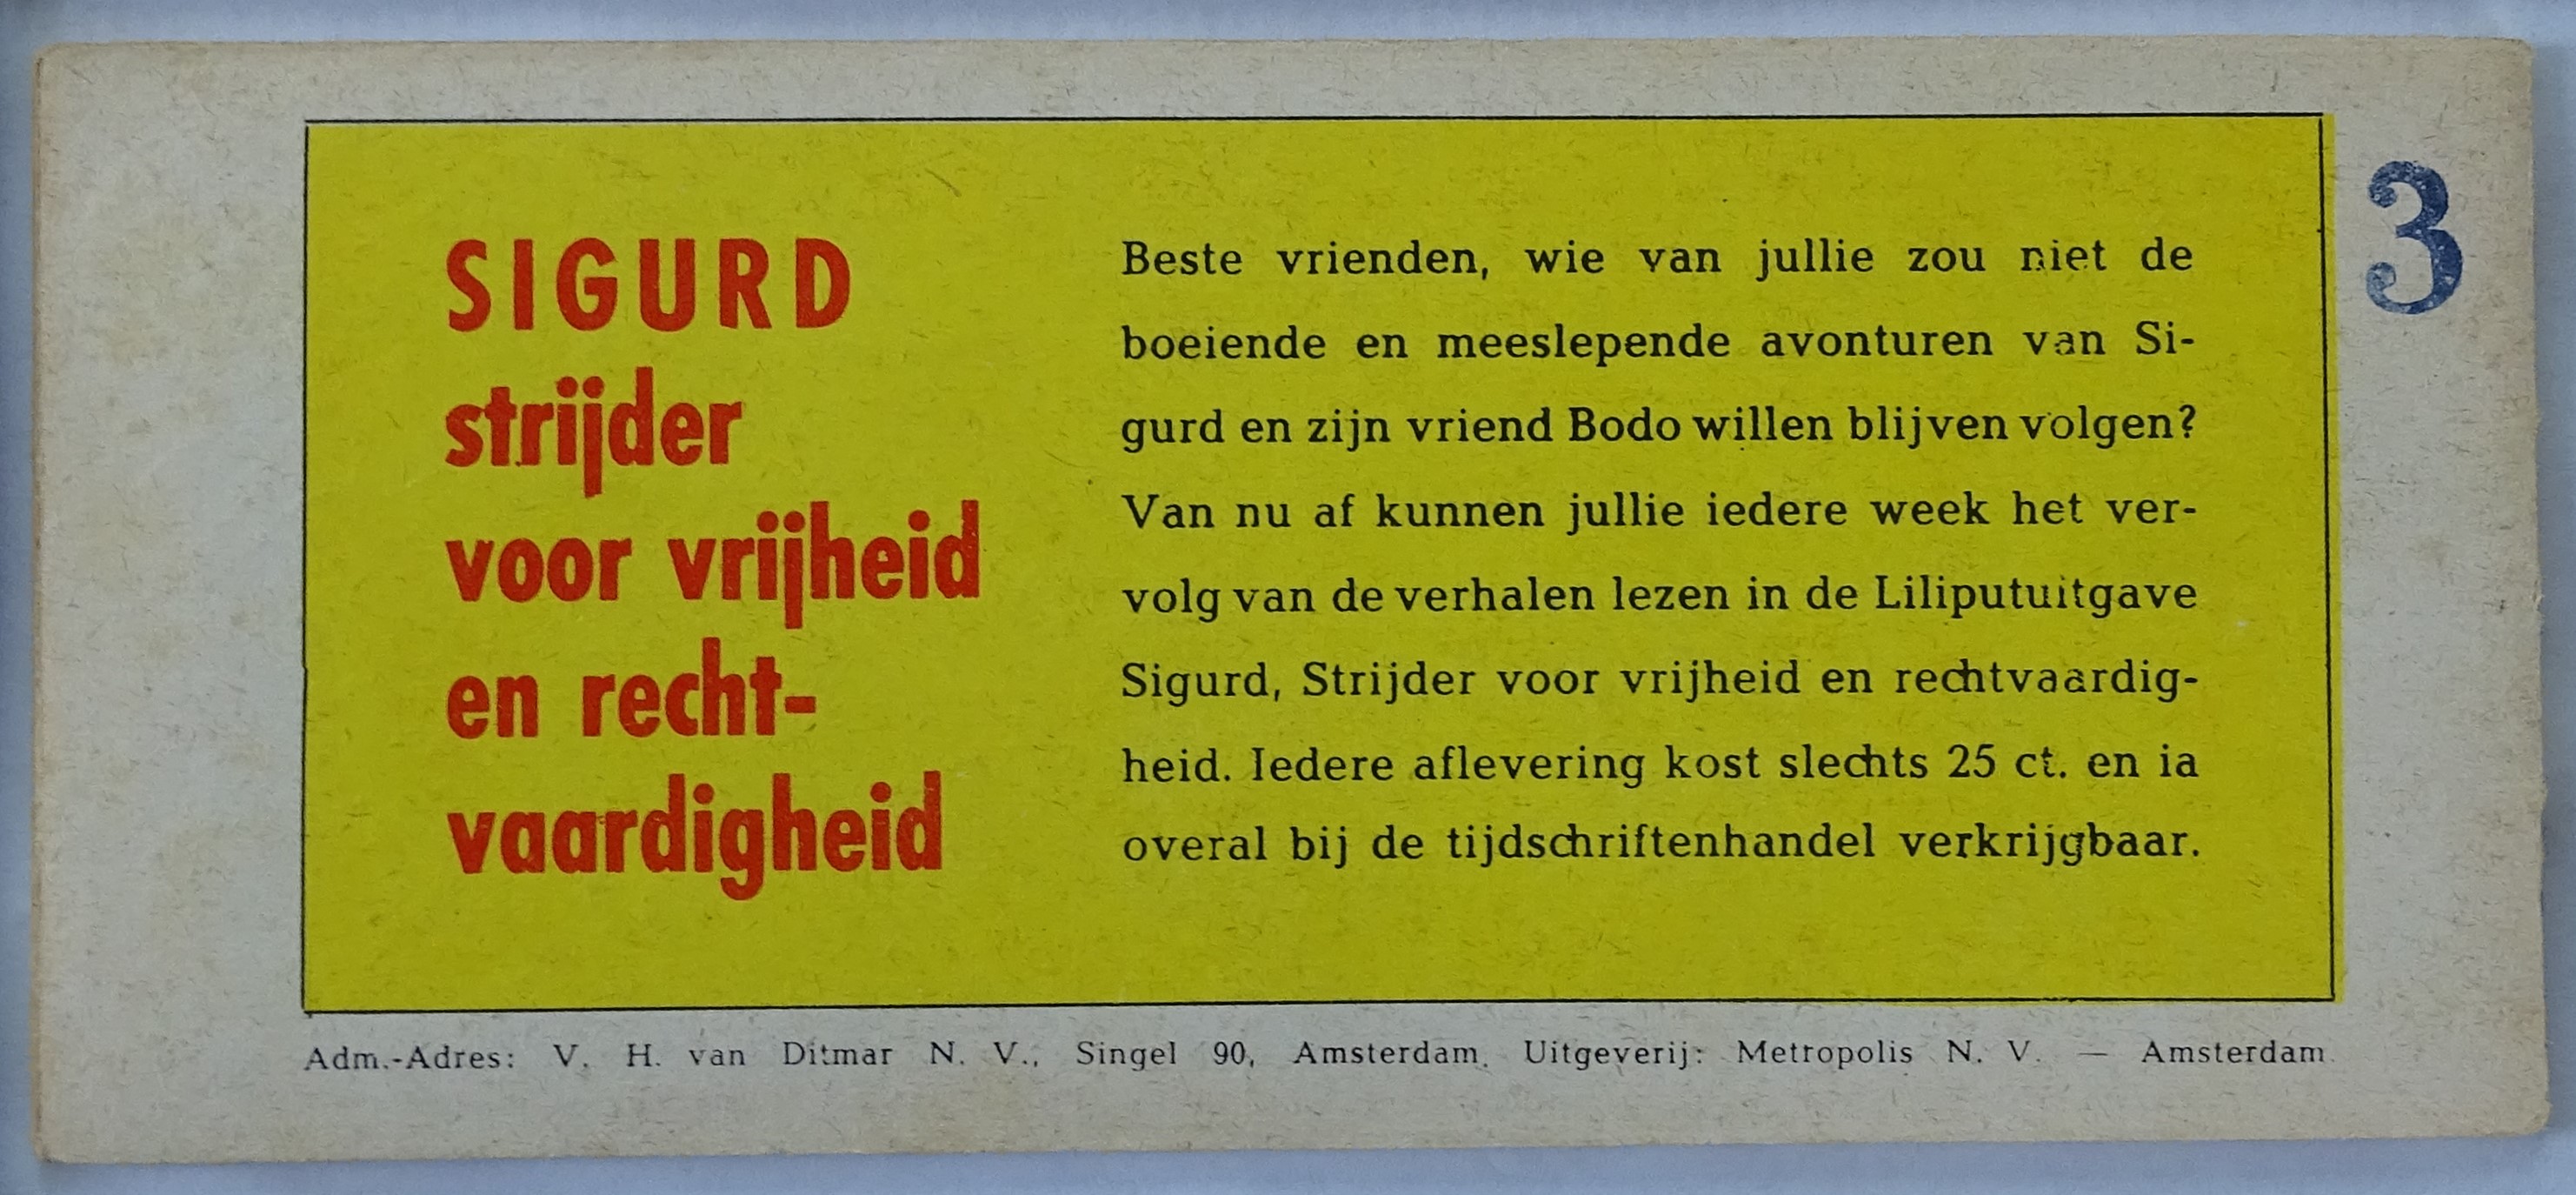 SIGURD
strijder
voor vrijheid
en recht-
vaardigheid
Beste vrienden, wie van jullie zou niet de
boeiende en meeslepende avonturen van Si-
gurd en zijn vriend Bodo willen blijven volgen?
Van nu af kunnen jullie iedere week het ver-
volg van de verhalen lezen in de Liliputuitgave
Sigurd, Strijder voor vrijheid en rechtvaardig-
heid. Iedere aflevering kost slechts 25 ct. en ia
overal bij de tijdschriftenhandel verkrijgbaar.
3
Adm.-Adres: V. H. van Ditmar N. V., Singel 90, Amsterdam. Uitgeverij: Metropolis N. V. — Amsterdam.